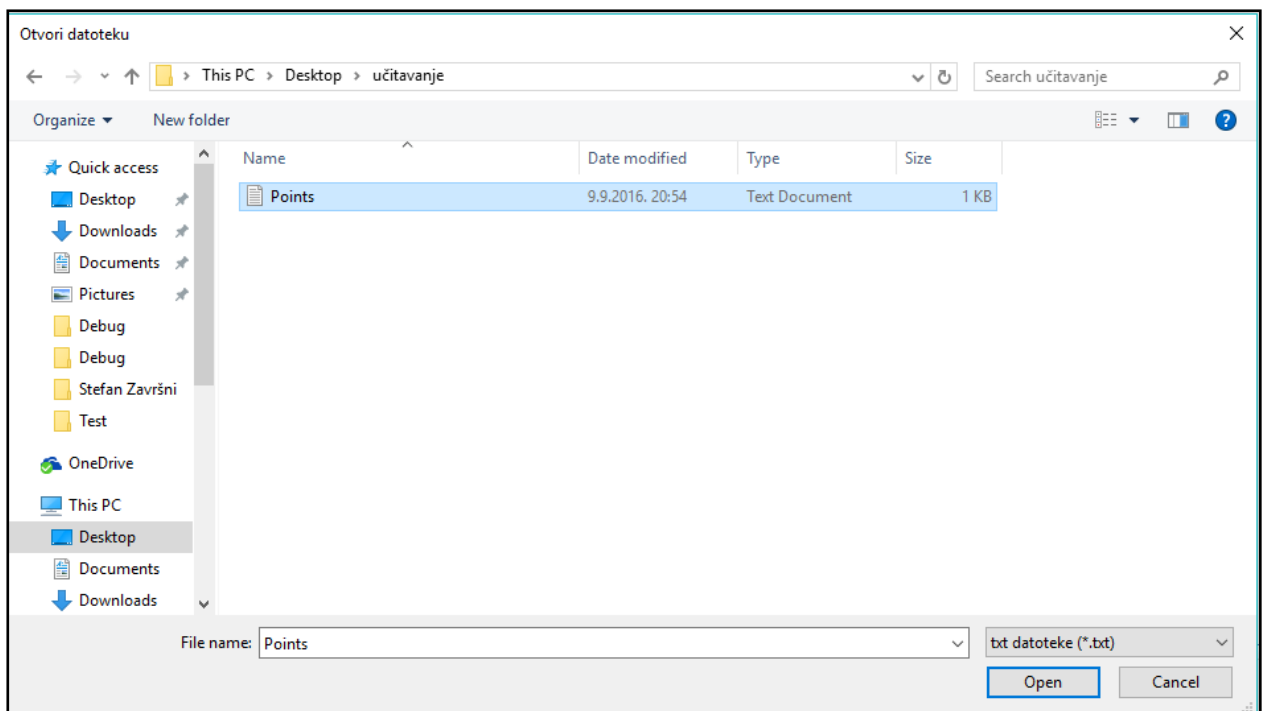 Otvori datoteku
This PC > Desktop > učitavanje
Search učitavanje
Organize
New folder
?
Name
Date modified
Type
Size
Points
9.9.2016. 20:54
Text Document
1 KB
Quick access
Desktop
Downloads
Documents
Pictures
Debug
Debug
Stefan Završni
Test
OneDrive
This PC
Desktop
Documents
Downloads
File name: Points
txt datoteke (*.txt)
Open
Cancel